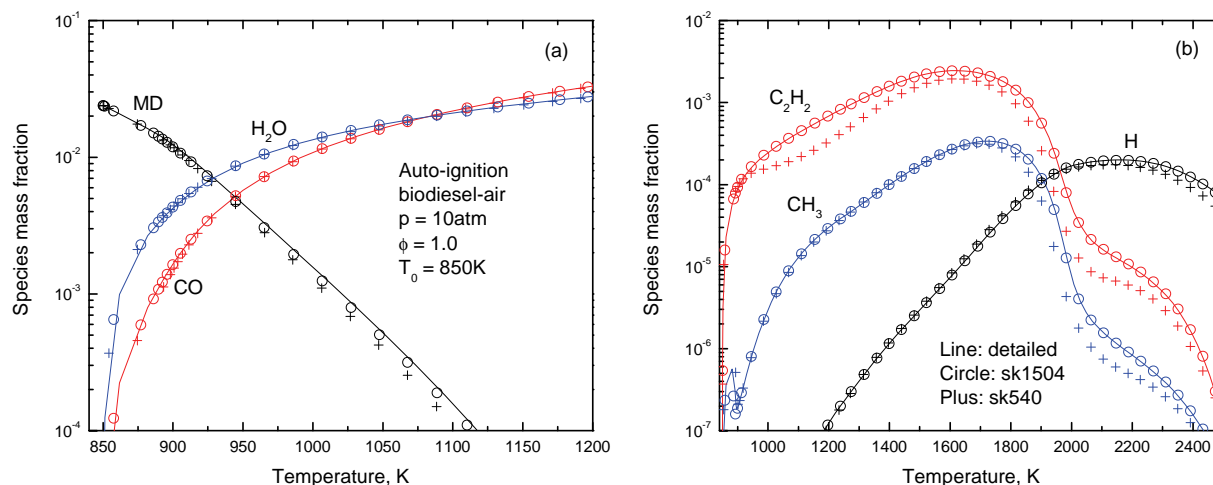 10⁻¹
10⁻²
10⁻³
10⁻⁴
Species mass fraction
850 900 950 1000 1050 1100 1150 1200
Temperature, K
(a)
MD
H₂O
CO
Auto-ignition
biodiesel-air
p = 10atm
ϕ = 1.0
T₀ = 850K
10⁻²
10⁻³
10⁻⁴
10⁻⁵
10⁻⁶
10⁻⁷
Species mass fraction
1000 1200 1400 1600 1800 2000 2200 2400
Temperature, K
(b)
C₂H₂
H
CH₃
Line: detailed
Circle: sk1504
Plus: sk540